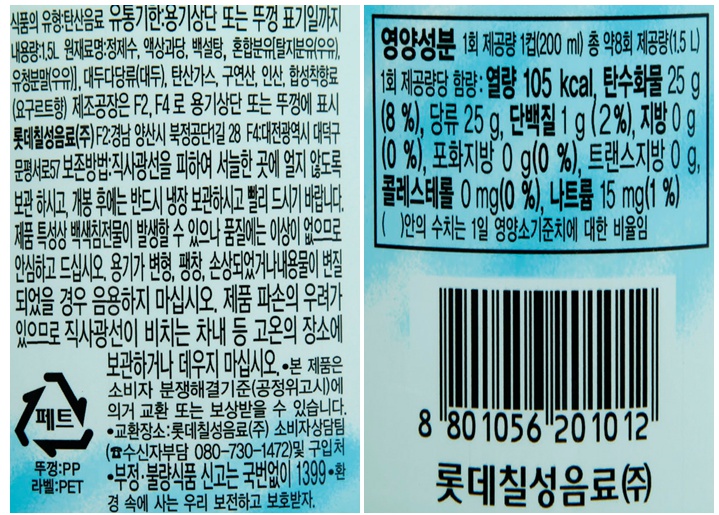 식품의 유형:탄산음료 유통기한:용기상단 또는 뚜껑 표기일까지
내용량:1.5L 원재료명:정제수, 액상과당, 백설탕, 혼합분유[탈지분유(우유),
유청분말(우유)], 대두다당류(대두), 탄산가스, 구연산, 인산, 합성착향료
(요구르트향) 제조공장은 F2, F4 로 용기상단 또는 뚜껑에 표시
롯데칠성음료(주) F2:경남 양산시 북정공단1길 28 F4:대전광역시 대덕구
문평서로57 보존방법:직사광선을 피하여 서늘한 곳에 얼지 않도록
보관 하시고, 개봉 후에는 반드시 냉장 보관하시고 빨리 드시기 바랍니다.
제품 특성상 백색침전물이 발생할 수 있으나 품질에는 이상이 없으므로
안심하고 드십시오. 용기가 변형, 팽창, 손상되었거나내용물이 변질
되었을 경우 음용하지 마십시오. 제품 파손의 우려가
있으므로 직사광선이 비치는 차내 등 고온의 장소에
보관하거나 데우지 마십시오. •본 제품은
소비자 분쟁해결기준(공정위고시)에
의거 교환 또는 보상받을 수 있습니다.
•교환장소:롯데칠성음료(주) 소비자상담팀
(☎수신자부담 080-730-1472)및 구입처
•부정·불량식품 신고는 국번없이 1399 •환
경 속에 사는 우리 보전하고 보호받자.
페트
뚜껑:PP
라벨:PET
영양성분 1회 제공량 1컵(200 ml) 총 약8회 제공량(1.5 L)
1회 제공량당 함량: 열량 105 kcal, 탄수화물 25 g
(8 %), 당류 25 g, 단백질 1 g (2%), 지방 0 g
(0 %), 포화지방 0 g(0 %), 트랜스지방 0 g,
콜레스테롤 0 mg(0 %), 나트륨 15 mg(1 %)
( )안의 수치는 1일 영양소기준치에 대한 비율임
8 801056 201012
롯데칠성음료(주)